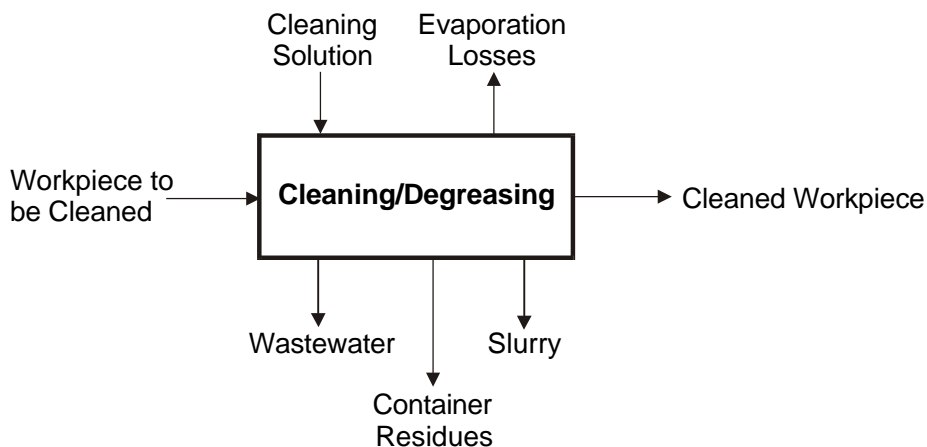 Cleaning
Solution
Evaporation
Losses
Workpiece to
be Cleaned
Cleaning/Degreasing
Cleaned Workpiece
Wastewater
Slurry
Container
Residues